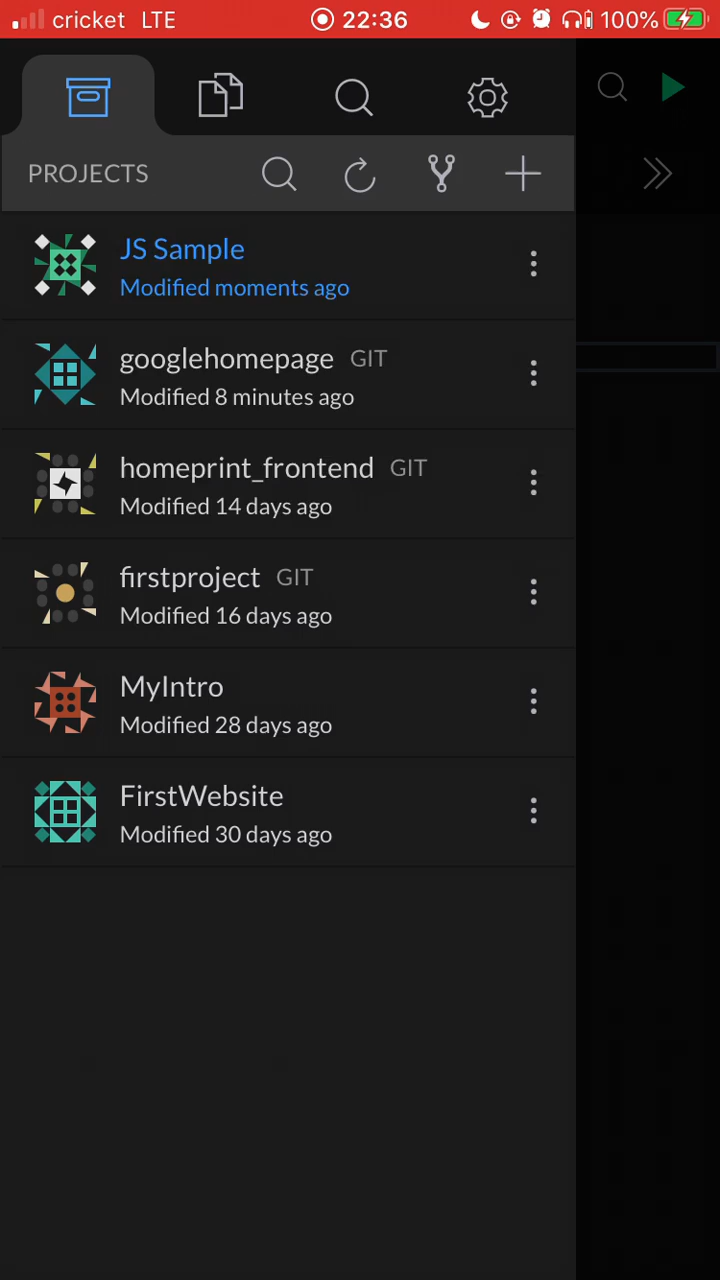 cricket LTE 22:36 100%
PROJECTS
JS Sample
Modified moments ago
googlehomepage GIT
Modified 8 minutes ago
homeprint_frontend GIT
Modified 14 days ago
firstproject GIT
Modified 16 days ago
MyIntro
Modified 28 days ago
FirstWebsite
Modified 30 days ago